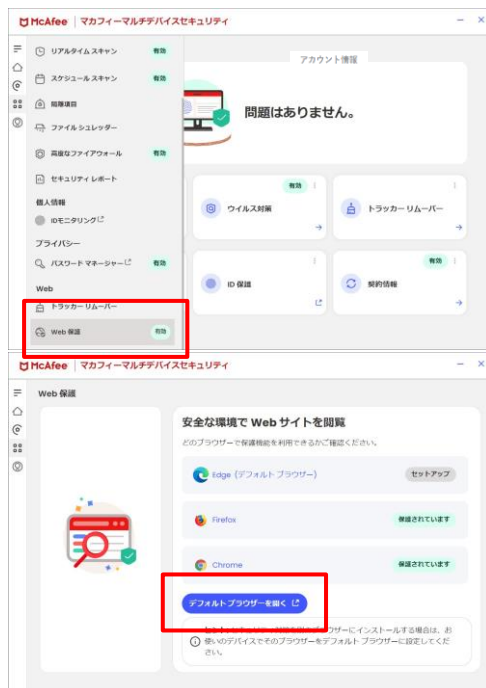 McAfee マカフィーマルチデバイスセキュリティ
リアルタイム スキャン 有効
アカウント情報
スケジュール スキャン 有効
隔離項目
問題はありません。
ファイル シュレッダー
高度なファイアウォール 有効
セキュリティ レポート
有効
個人情報
ウイルス対策
トラッカー リムーバー
IDモニタリング
プライバシー
パスワード マネージャー 有効
有効
Web
ID 保護
契約情報
トラッカー リムーバー
Web 保護 有効
McAfee マカフィーマルチデバイスセキュリティ
Web 保護
安全な環境で Web サイトを閲覧
どのブラウザーで保護機能を利用できるかご確認ください。
Edge (デフォルト ブラウザー) セットアップ
Firefox 保護されています
Chrome 保護されています
デフォルト ブラウザーを開く
ブラウザーにインストールする場合は、お
使いのデバイスでそのブラウザーをデフォルト ブラウザーに設定してくだ
さい。